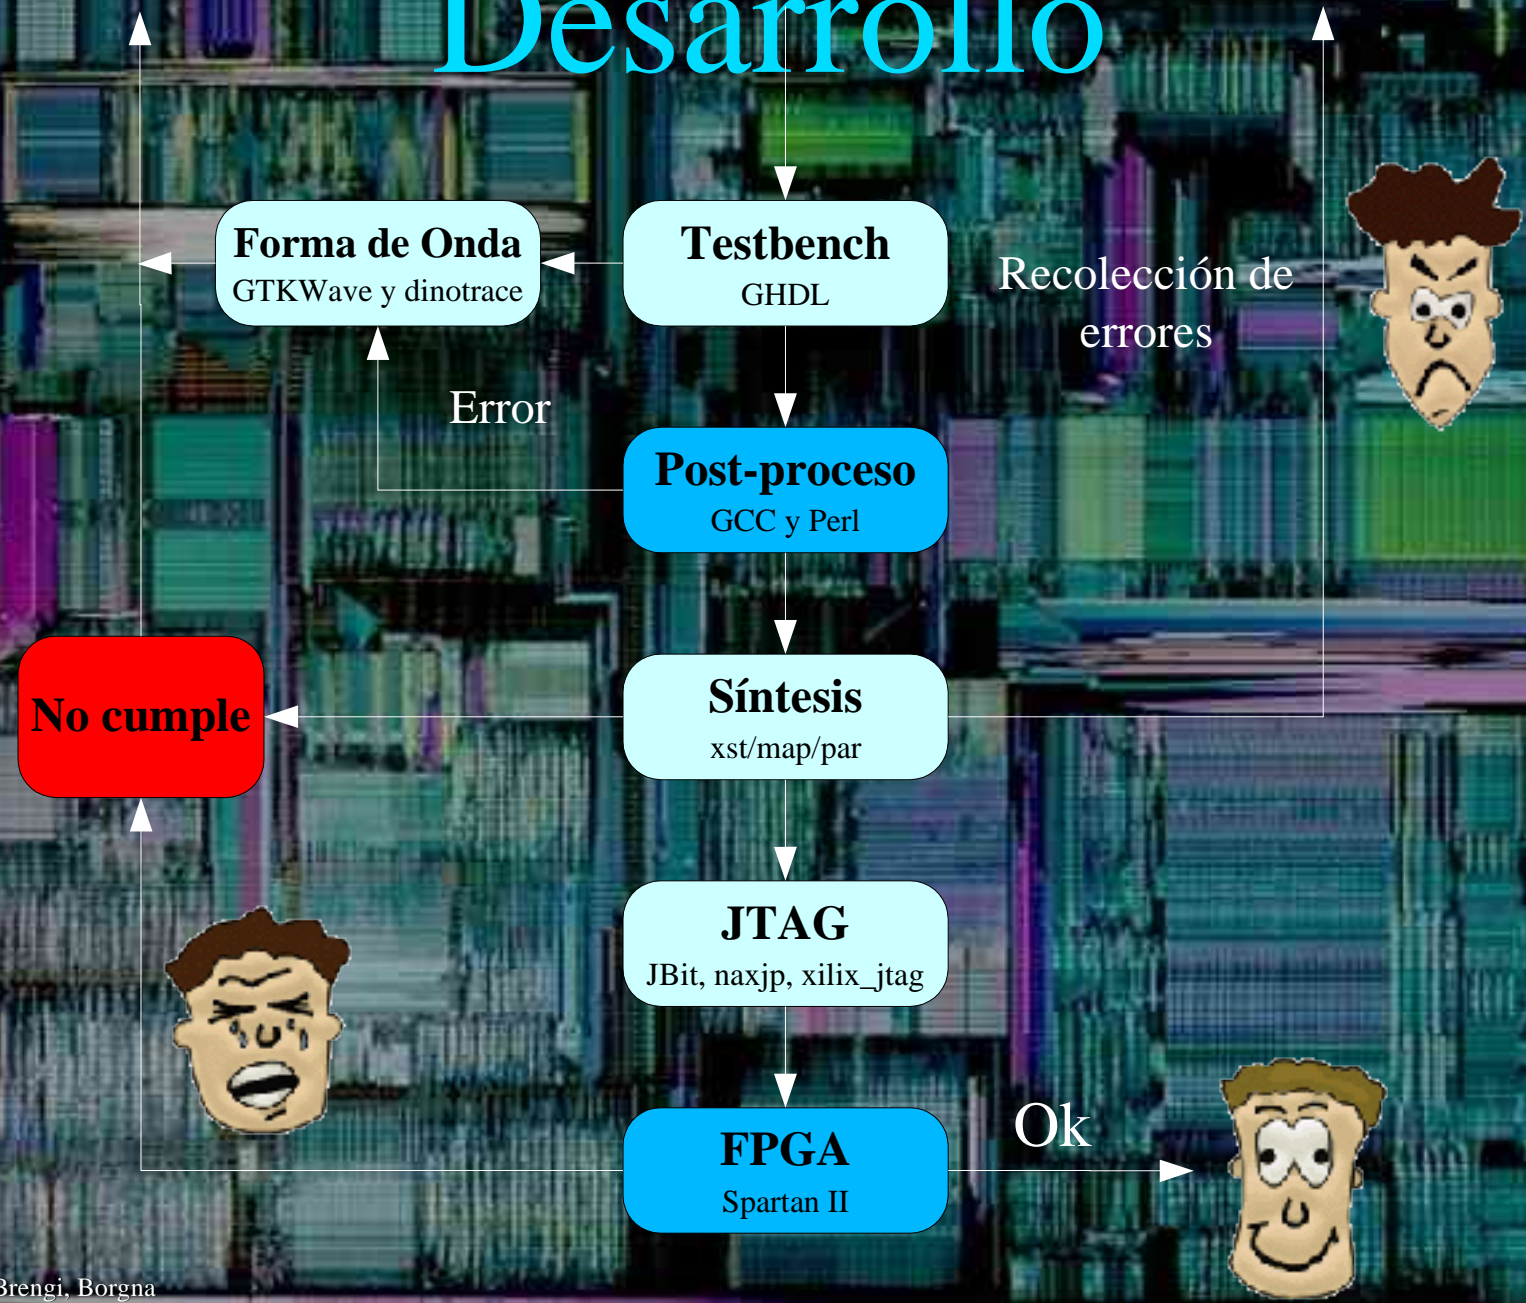 Desarrollo
Forma de Onda
GTKWave y dinotrace
Testbench
GHDL
Recolección de
errores
Error
Post-proceso
GCC y Perl
No cumple
Síntesis
xst/map/par
JTAG
JBit, naxjp, xilix_jtag
FPGA
Spartan II
Ok
Brengi, Borgna